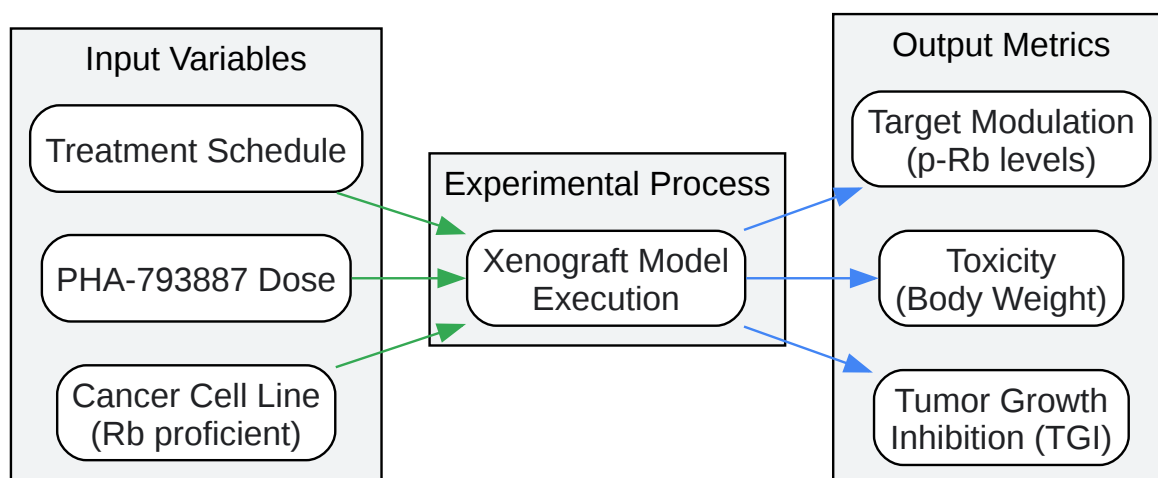 Input Variables
Treatment Schedule
PHA-793887 Dose
Cancer Cell Line
(Rb proficient)
Experimental Process
Xenograft Model
Execution
Output Metrics
Target Modulation
(p-Rb levels)
Toxicity
(Body Weight)
Tumor Growth
Inhibition (TGI)